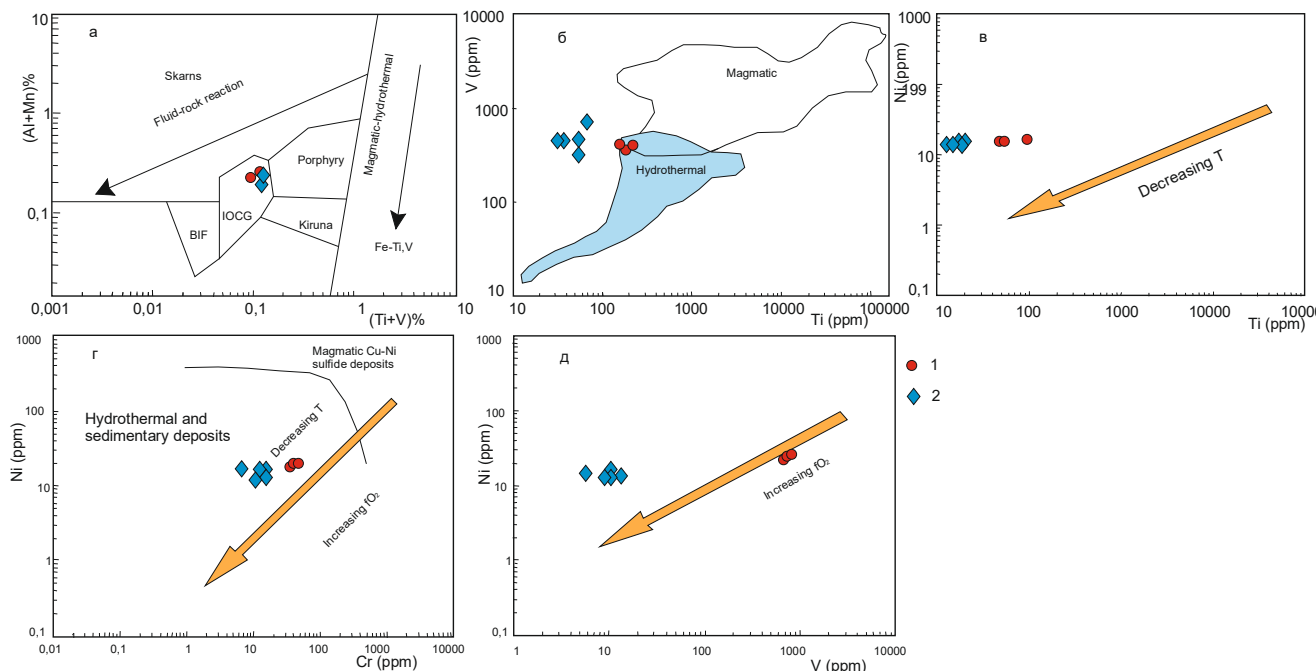 а
10
1
0,1
(Al+Mn)%
Skarns
Fluid-rock reaction
Magmatic-hydrothermal
Porphyry
IOCG
BIF
Kiruna
Fe-Ti,V
0,001
0,01
0,1
1
10
(Ti+V)%
б
V (ppm)
10000
1000
100
10
Magmatic
Hydrothermal
10
100
1000
10000
100000
Ti (ppm)
в
Ni (ppm)
1000
199
10
1
0,1
Decreasing T
1
10
100
1000
10000
100000
Ti (ppm)
г
Ni (ppm)
1000
100
10
1
0,1
Magmatic Cu-Ni
sulfide deposits
Hydrothermal and
sedimentary deposits
Decreasing T
Increasing fO₂
0,1
1
10
100
1000
10000
Cr (ppm)
д
Ni (ppm)
1000
100
10
1
0,1
Increasing fO₂
1
10
100
1000
10000
V (ppm)
1
2